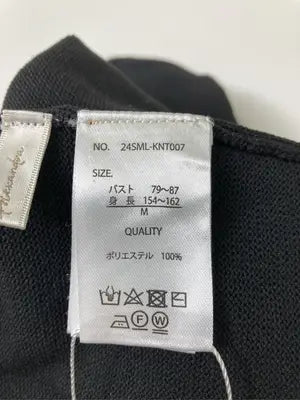 NO. 24SML-KNT007
SIZE.
バスト 79~87
身 長 154~162
M
QUALITY
ポリエステル 100%
F W